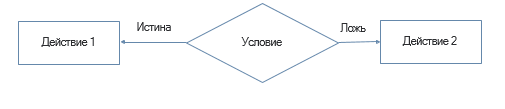 Истина
Ложь
Действие 1
Условие
Действие 2